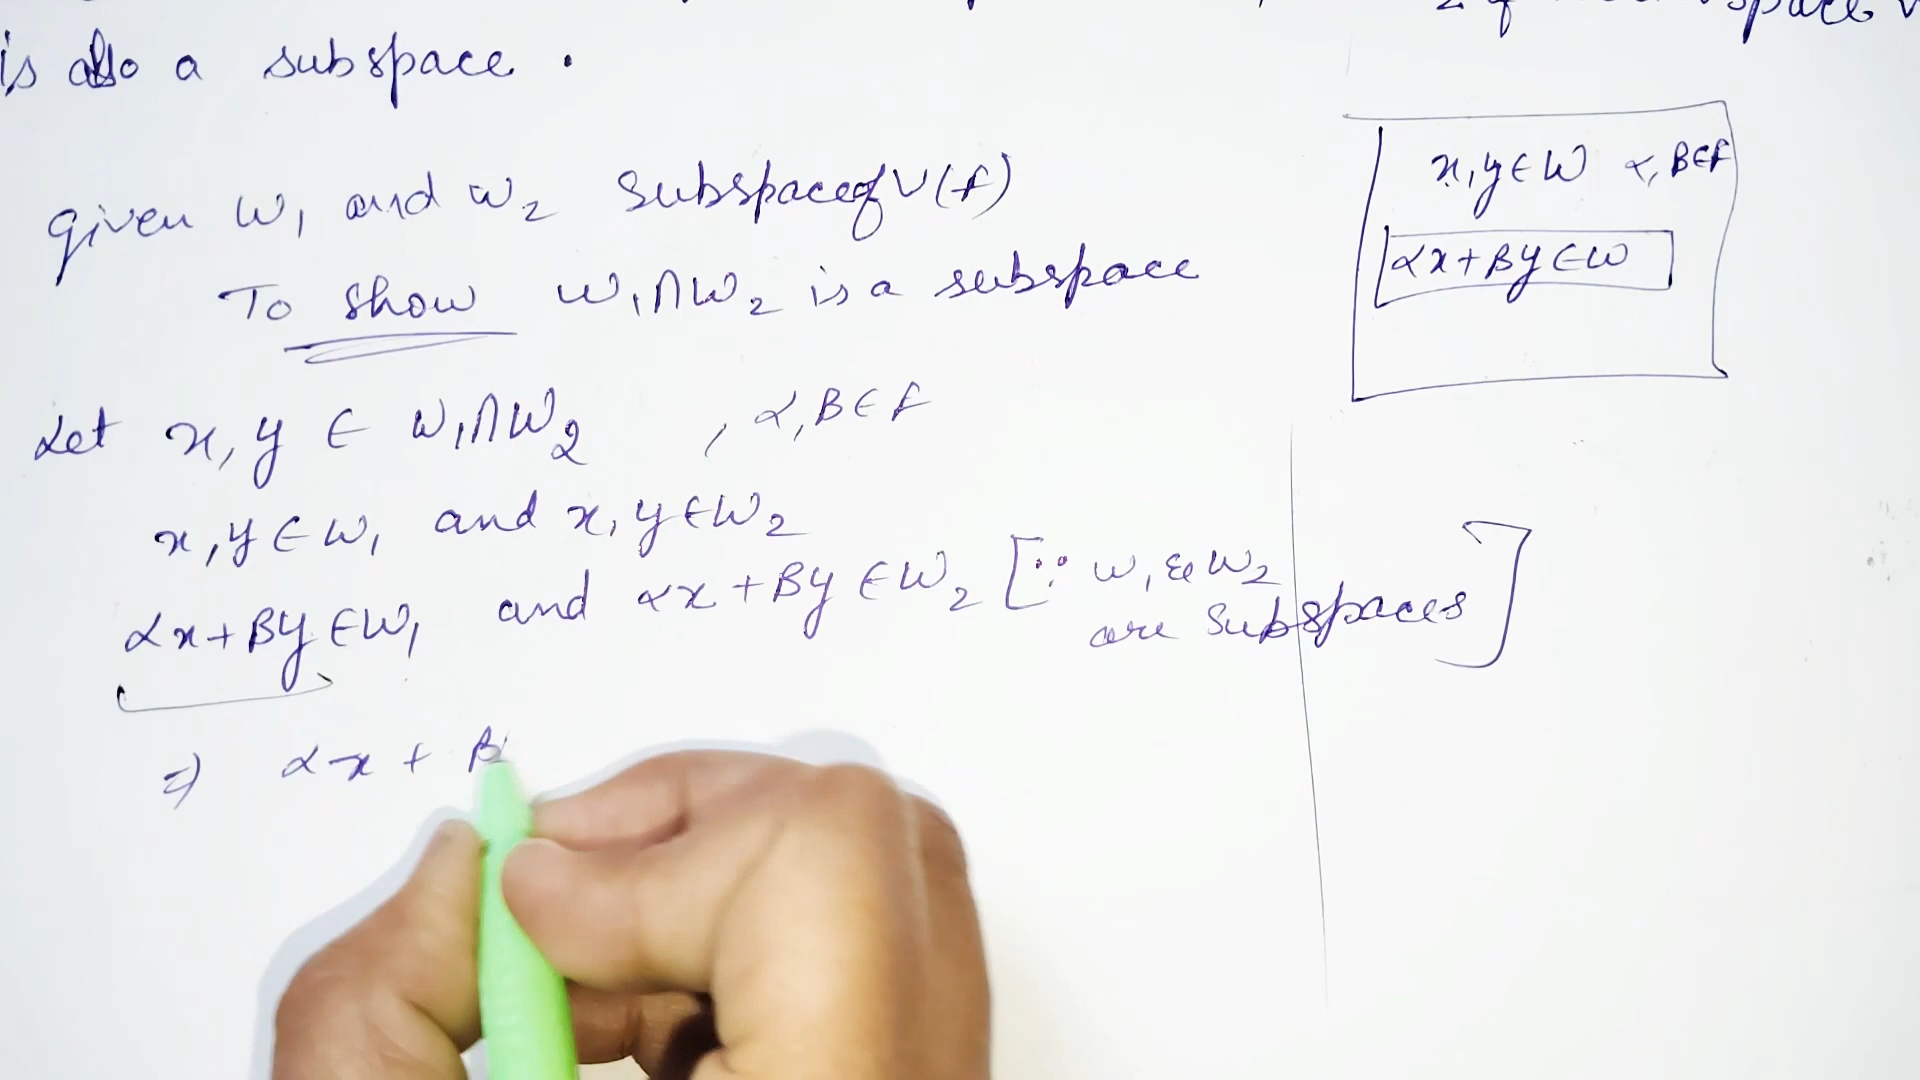 is also a subspace .
given W₁ and W₂ subspace of V(F)
To show W₁∩W₂ is a subspace
Let x, y ∈ W₁∩W₂ , α, β ∈ F
x, y ∈ W₁ and x, y ∈ W₂
αx + βy ∈ W₁ and αx + βy ∈ W₂ [∵ W₁ & W₂
are subspaces]
⇒ αx + β
x, y ∈ W α, β ∈ F
αx + βy ∈ W